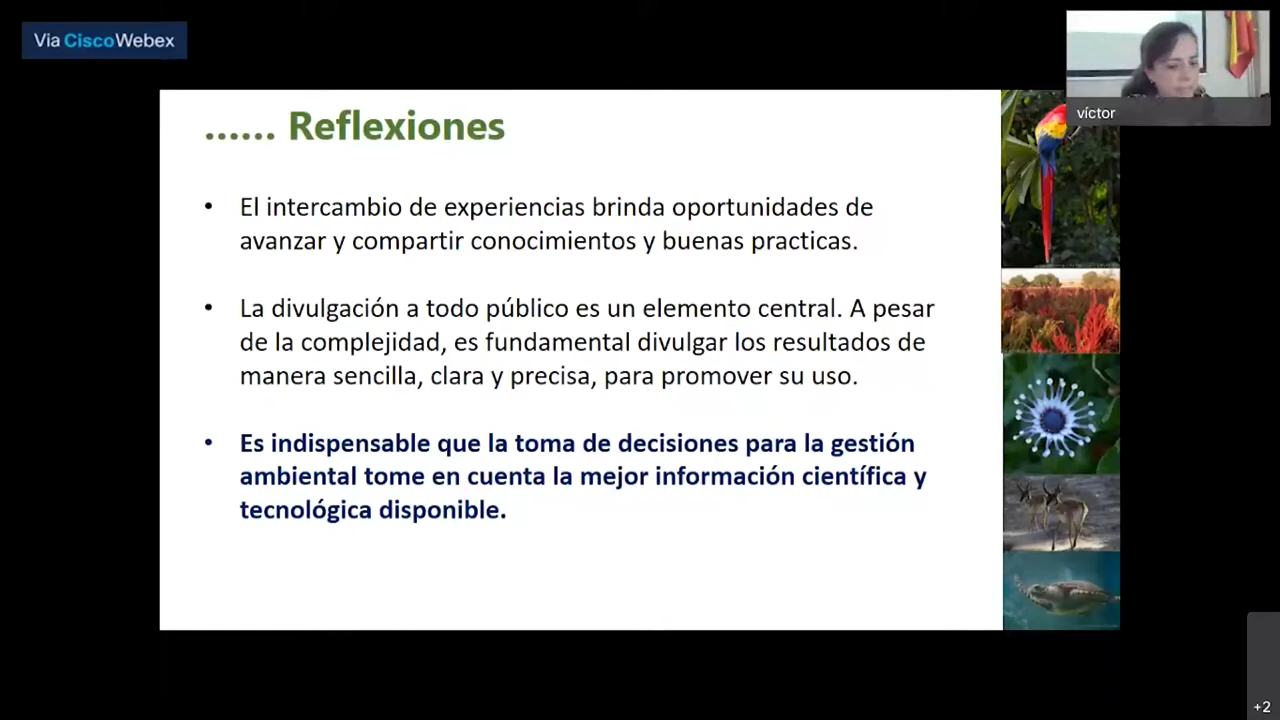 Via CiscoWebex
víctor
...... Reflexiones
• El intercambio de experiencias brinda oportunidades de
avanzar y compartir conocimientos y buenas practicas.
• La divulgación a todo público es un elemento central. A pesar
de la complejidad, es fundamental divulgar los resultados de
manera sencilla, clara y precisa, para promover su uso.
• Es indispensable que la toma de decisiones para la gestión
ambiental tome en cuenta la mejor información científica y
tecnológica disponible.
+2